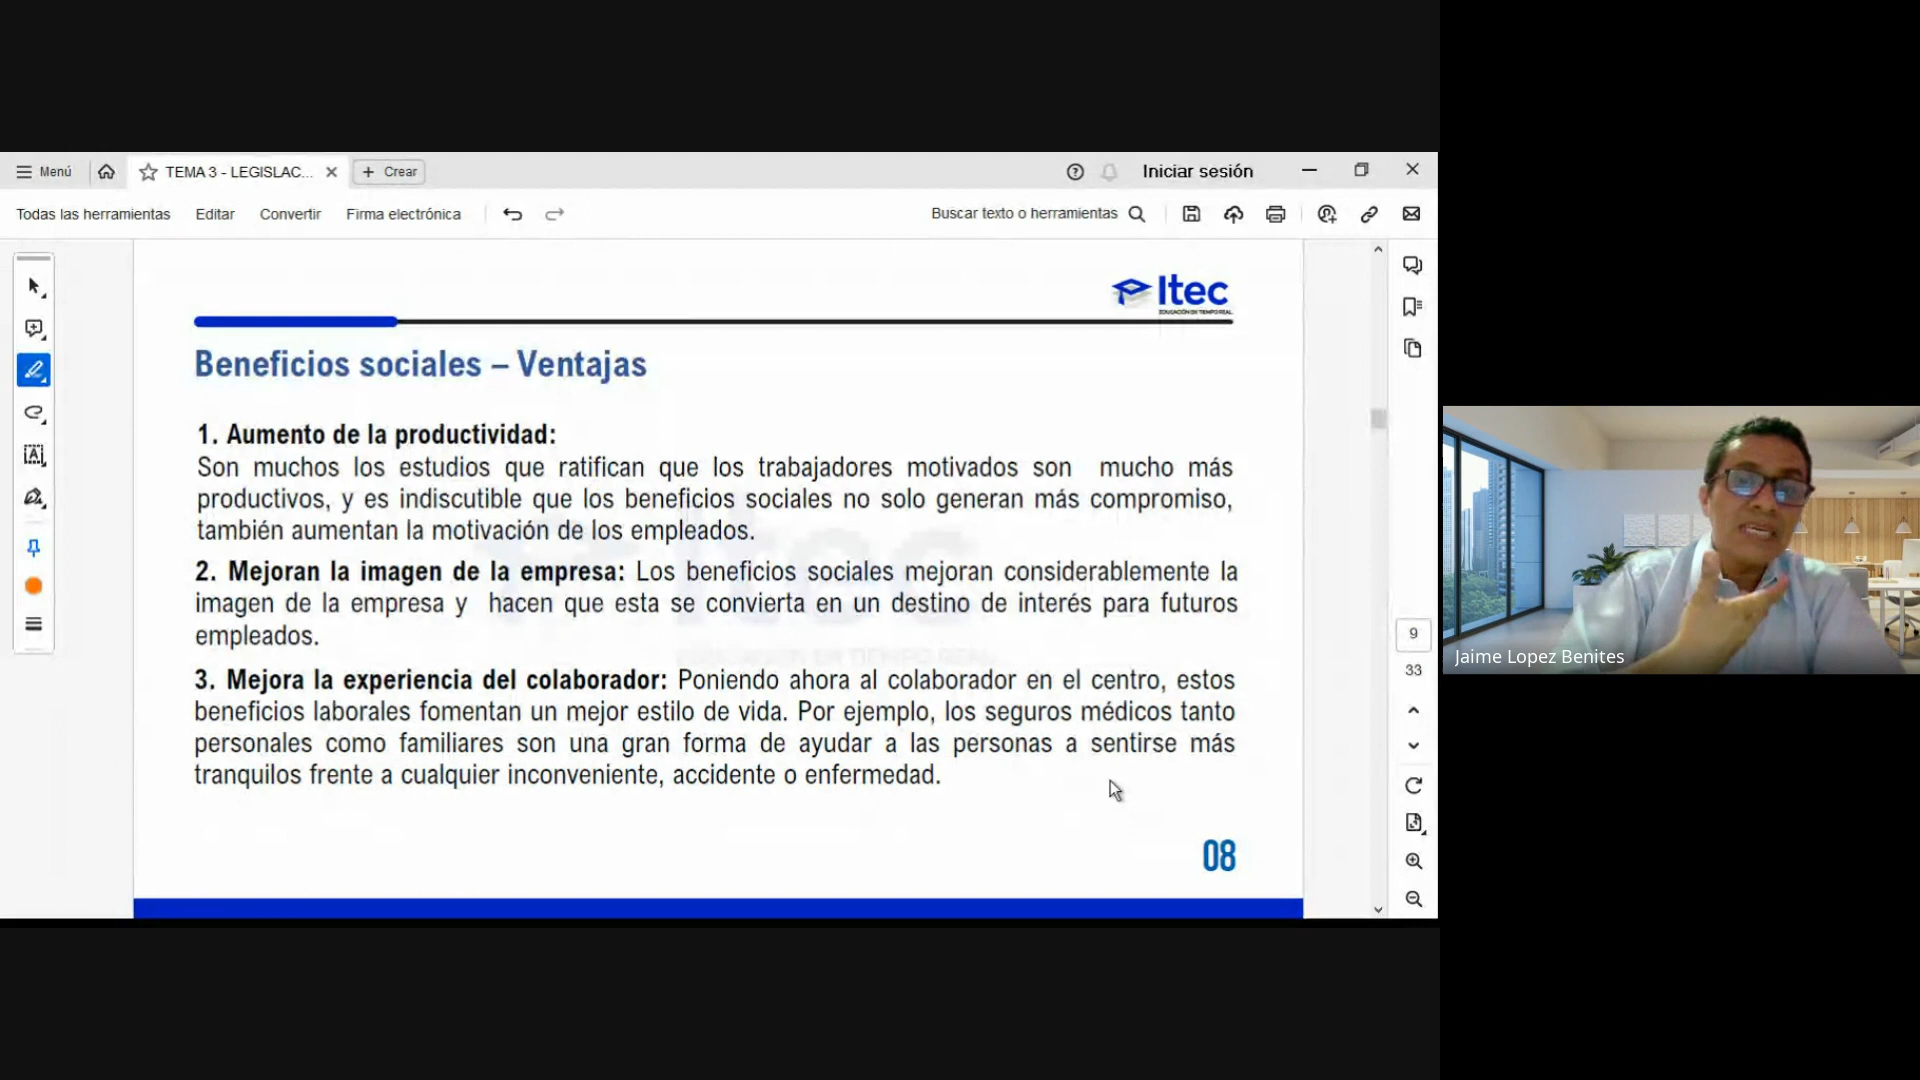 Menú
TEMA 3 - LEGISLAC...
Crear
Iniciar sesión
Todas las herramientas
Editar
Convertir
Firma electrónica
Buscar texto o herramientas
Itec
EDUCACIÓN EN TIEMPO REAL
Beneficios sociales – Ventajas
1. Aumento de la productividad:
Son muchos los estudios que ratifican que los trabajadores motivados son mucho más
productivos, y es indiscutible que los beneficios sociales no solo generan más compromiso,
también aumentan la motivación de los empleados.
2. Mejoran la imagen de la empresa: Los beneficios sociales mejoran considerablemente la
imagen de la empresa y hacen que esta se convierta en un destino de interés para futuros
empleados.
3. Mejora la experiencia del colaborador: Poniendo ahora al colaborador en el centro, estos
beneficios laborales fomentan un mejor estilo de vida. Por ejemplo, los seguros médicos tanto
personales como familiares son una gran forma de ayudar a las personas a sentirse más
tranquilos frente a cualquier inconveniente, accidente o enfermedad.
08
9
33
Jaime Lopez Benites